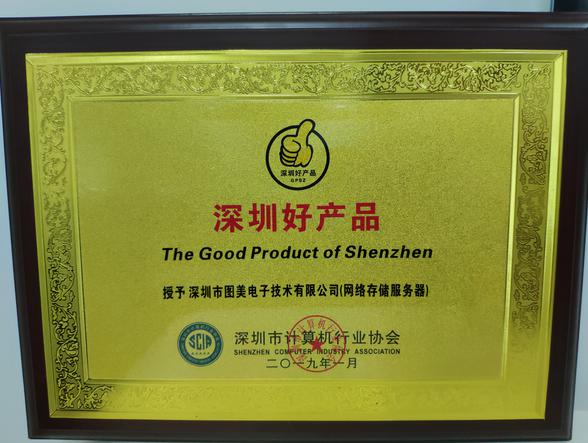 深圳好产品
GPSZ
深圳好产品
The Good Product of Shenzhen
授予 深圳市图美电子技术有限公司(网络存储服务器)
SCIA
深圳市计算机行业协会
SHENZHEN COMPUTER INDUSTRY ASSOCIATION
二〇一九年一月